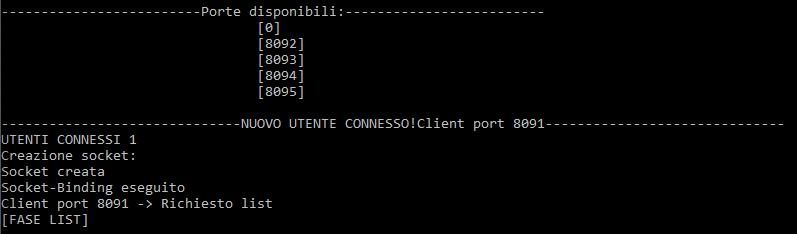 -------------------------Porte disponibili:-------------------------
[0]
[8092]
[8093]
[8094]
[8095]
------------------------------NUOVO UTENTE CONNESSO!Client port 8091------------------------------
UTENTI CONNESSI 1
Creazione socket:
Socket creata
Socket-Binding eseguito
Client port 8091 -> Richiesto list
[FASE LIST]